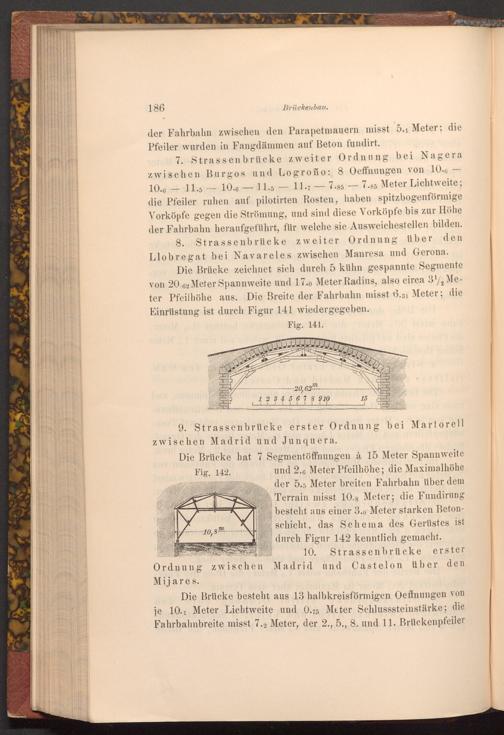 186
Brückenbau.
der Fahrbahn zwischen den Parapetmauern misst 5.₁ Meter; die
Pfeiler wurden in Fangdämmen auf Beton fundirt.
7. Strassenbrücke zweiter Ordnung bei Nagera
zwischen Burgos und Logroño: 8 Oeffnungen von 10.₀ —
10.₀ — 11.₅ — 10.₀ — 11.₅ — 11.₂ — 7.₈₅ — 7.₈₅ Meter Lichtweite;
die Pfeiler ruhen auf pilotirten Rosten, haben spitzbogenförmige
Vorköpfe gegen die Strömung, und sind diese Vorköpfe bis zur Höhe
der Fahrbahn heraufgeführt, für welche sie Ausweichestellen bilden.
8. Strassenbrücke zweiter Ordnung über den
Llobregat bei Navareles zwischen Manresa und Gerona.
Die Brücke zeichnet sich durch 5 kühn gespannte Segmente
von 20.₆₂ Meter Spannweite und 17.₀ Meter Radius, also circa 3½ Me-
ter Pfeilhöhe aus. Die Breite der Fahrbahn misst 6.₃₁ Meter; die
Einrüstung ist durch Figur 141 wiedergegeben.
Fig. 141.
20,62ᵐ
1 2 3 4 5 6 7 8 9 10 15
9. Strassenbrücke erster Ordnung bei Martorell
zwischen Madrid und Junquera.
Die Brücke hat 7 Segmentöffnungen à 15 Meter Spannweite
Fig. 142.
10,8ᵐ
und 2.₆ Meter Pfeilhöhe; die Maximalhöhe
der 5.₅ Meter breiten Fahrbahn über dem
Terrain misst 10.₈ Meter; die Fundirung
besteht aus einer 3.₀ Meter starken Beton-
schicht, das Schema des Gerüstes ist
durch Figur 142 kenntlich gemacht.
10. Strassenbrücke erster
Ordnung zwischen Madrid und Castelon über den
Mijares.
Die Brücke besteht aus 13 halbkreisförmigen Oeffnungen von
je 10.₂ Meter Lichtweite und 0.₇₅ Meter Schlusssteinstärke; die
Fahrbahnbreite misst 7.₂ Meter, der 2., 5., 8. und 11. Brückenpfeiler